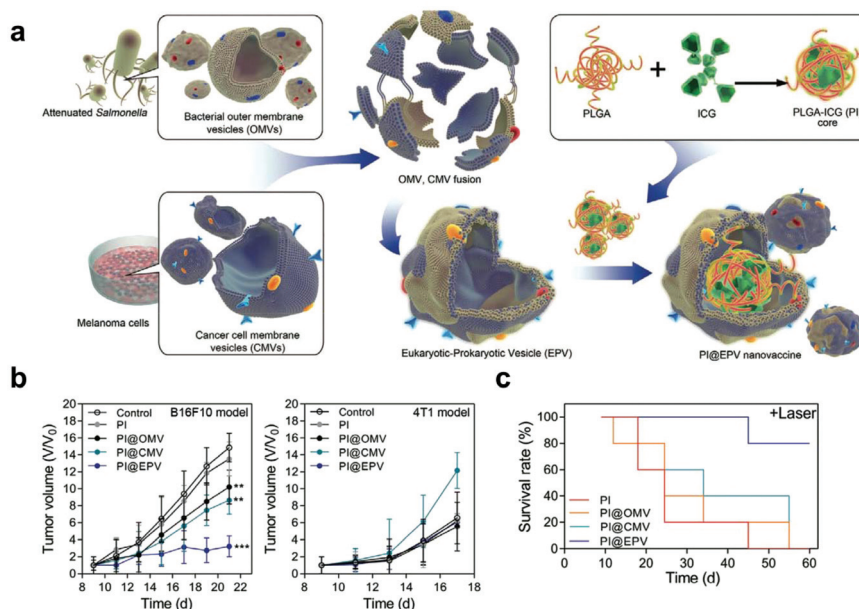 a
Attenuated Salmonella
Bacterial outer membrane
vesicles (OMVs)
OMV, CMV fusion
PLGA
+
ICG
PLGA-ICG (PI
core
Melanoma cells
Cancer cell membrane
vesicles (CMVs)
Eukaryotic-Prokaryotic Vesicle (EPV)
PI@EPV nanovaccine
b
B16F10 model
Control
PI
PI@OMV
PI@CMV
PI@EPV
**
**
***
Tumor volume (V/V0)
20
18
16
14
12
10
8
6
4
2
0
8 10 12 14 16 18 20 22
Time (d)
4T1 model
Control
PI
PI@OMV
PI@CMV
PI@EPV
Tumor volume (V/V0)
20
18
16
14
12
10
8
6
4
2
0
8 10 12 14 16 18
Time (d)
c
+Laser
Survival rate (%)
100
80
60
40
20
0
PI
PI@OMV
PI@CMV
PI@EPV
0 10 20 30 40 50 60
Time (d)